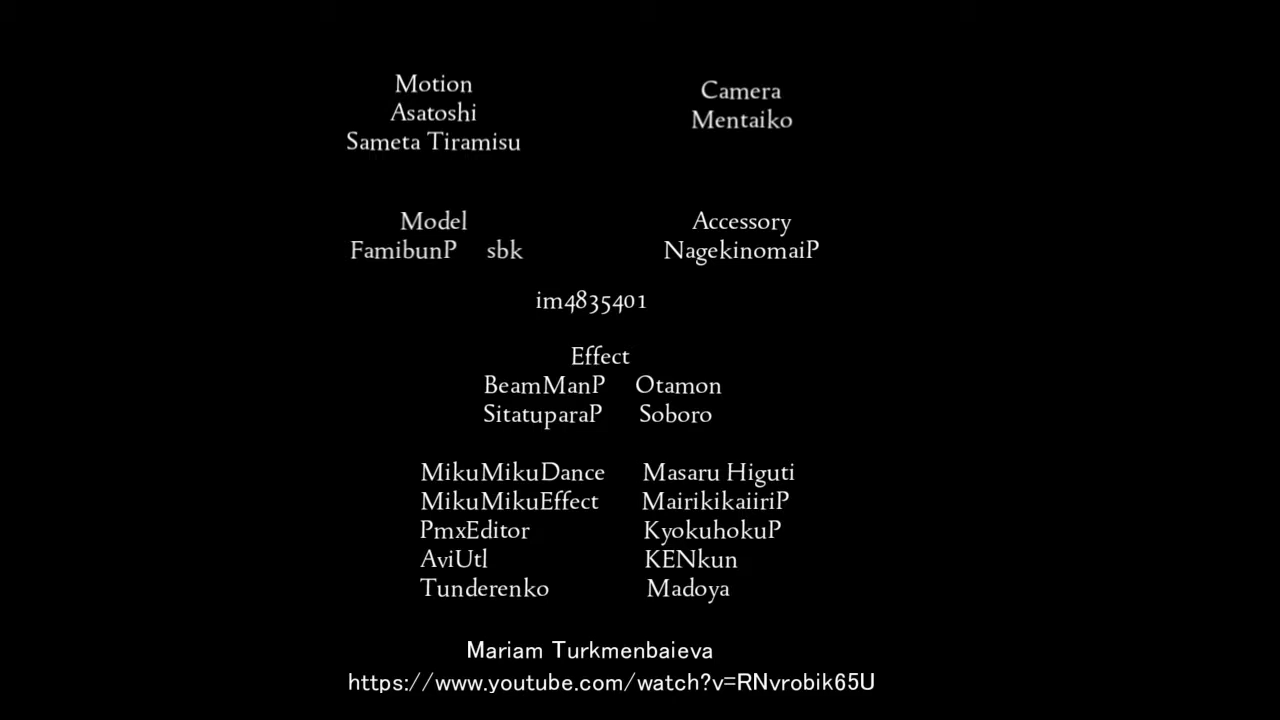 Motion
Asatoshi
Sameta Tiramisu
Camera
Mentaiko
Model
FamibunP sbk
Accessory
NagekinomaiP
im4835401
Effect
BeamManP Otamon
SitatuparaP Soboro
MikuMikuDance Masaru Higuti
MikuMikuEffect MairikikaiiriP
PmxEditor KyokuhokuP
AviUtl KENkun
Tunderenko Madoya
Mariam Turkmenbaieva
https://www.youtube.com/watch?v=RNvrobik65U